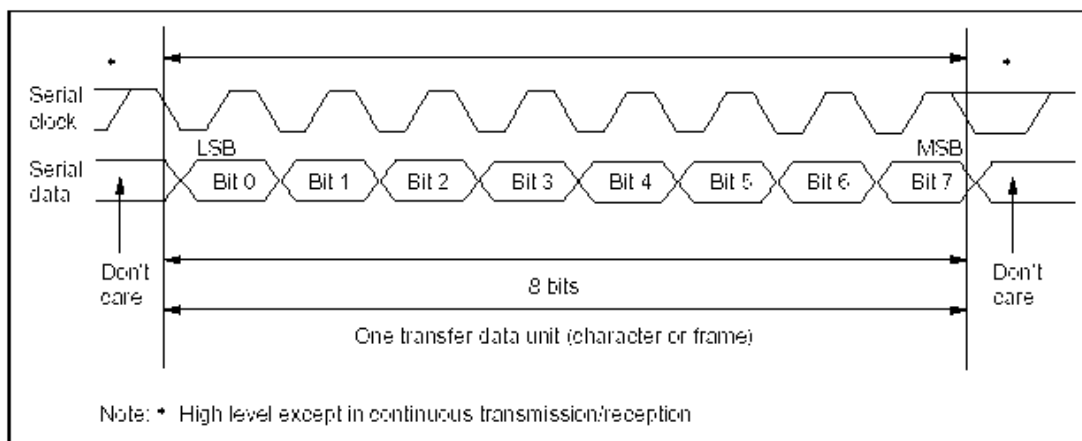 * *
Serial
clock
LSB MSB
Serial
data
Bit 0 Bit 1 Bit 2 Bit 3 Bit 4 Bit 5 Bit 6 Bit 7
Don't
care
Don't
care
8 bits
One transfer data unit (character or frame)
Note: * High level except in continuous transmission/reception